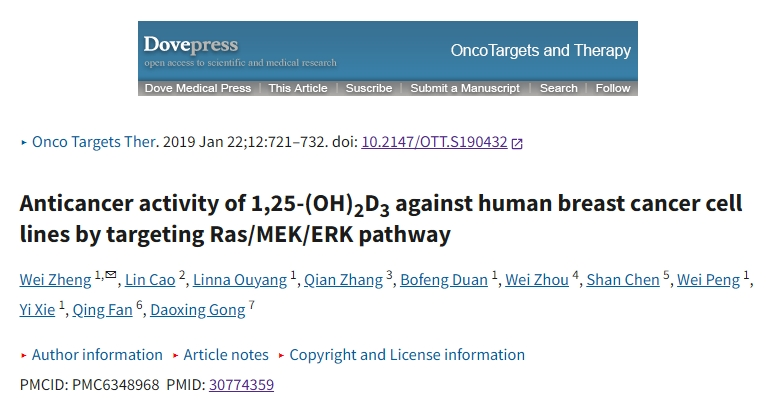 Dovepress
open access to scientific and medical research
OncoTargets and Therapy
Dove Medical Press | This Article | Suscribe | Submit a Manuscript | Search | Follow
Onco Targets Ther. 2019 Jan 22;12:721–732. doi: 10.2147/OTT.S190432
Anticancer activity of 1,25-(OH)₂D₃ against human breast cancer cell
lines by targeting Ras/MEK/ERK pathway
Wei Zheng ¹,✉, Lin Cao ², Linna Ouyang ¹, Qian Zhang ³, Bofeng Duan ¹, Wei Zhou ⁴, Shan Chen ⁵, Wei Peng ¹,
Yi Xie ¹, Qing Fan ⁶, Daoxing Gong ⁷
Author information Article notes Copyright and License information
PMCID: PMC6348968 PMID: 30774359